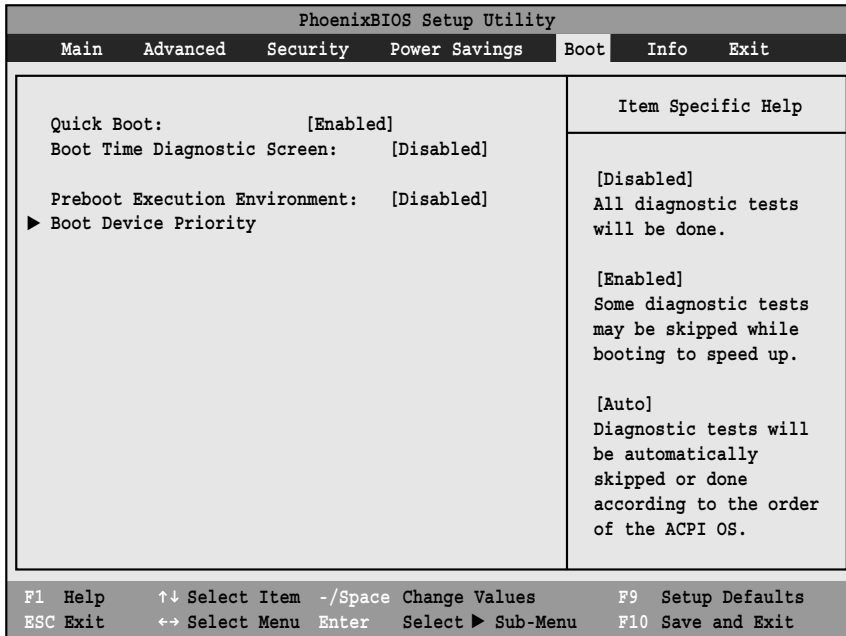 PhoenixBIOS Setup Utility
Main Advanced Security Power Savings Boot Info Exit
Quick Boot: [Enabled]
Boot Time Diagnostic Screen: [Disabled]
Preboot Execution Environment: [Disabled]
▶ Boot Device Priority
Item Specific Help
[Disabled]
All diagnostic tests
will be done.
[Enabled]
Some diagnostic tests
may be skipped while
booting to speed up.
[Auto]
Diagnostic tests will
be automatically
skipped or done
according to the order
of the ACPI OS.
F1 Help ↑↓ Select Item -/Space Change Values F9 Setup Defaults
ESC Exit ←→ Select Menu Enter Select ▶ Sub-Menu F10 Save and Exit